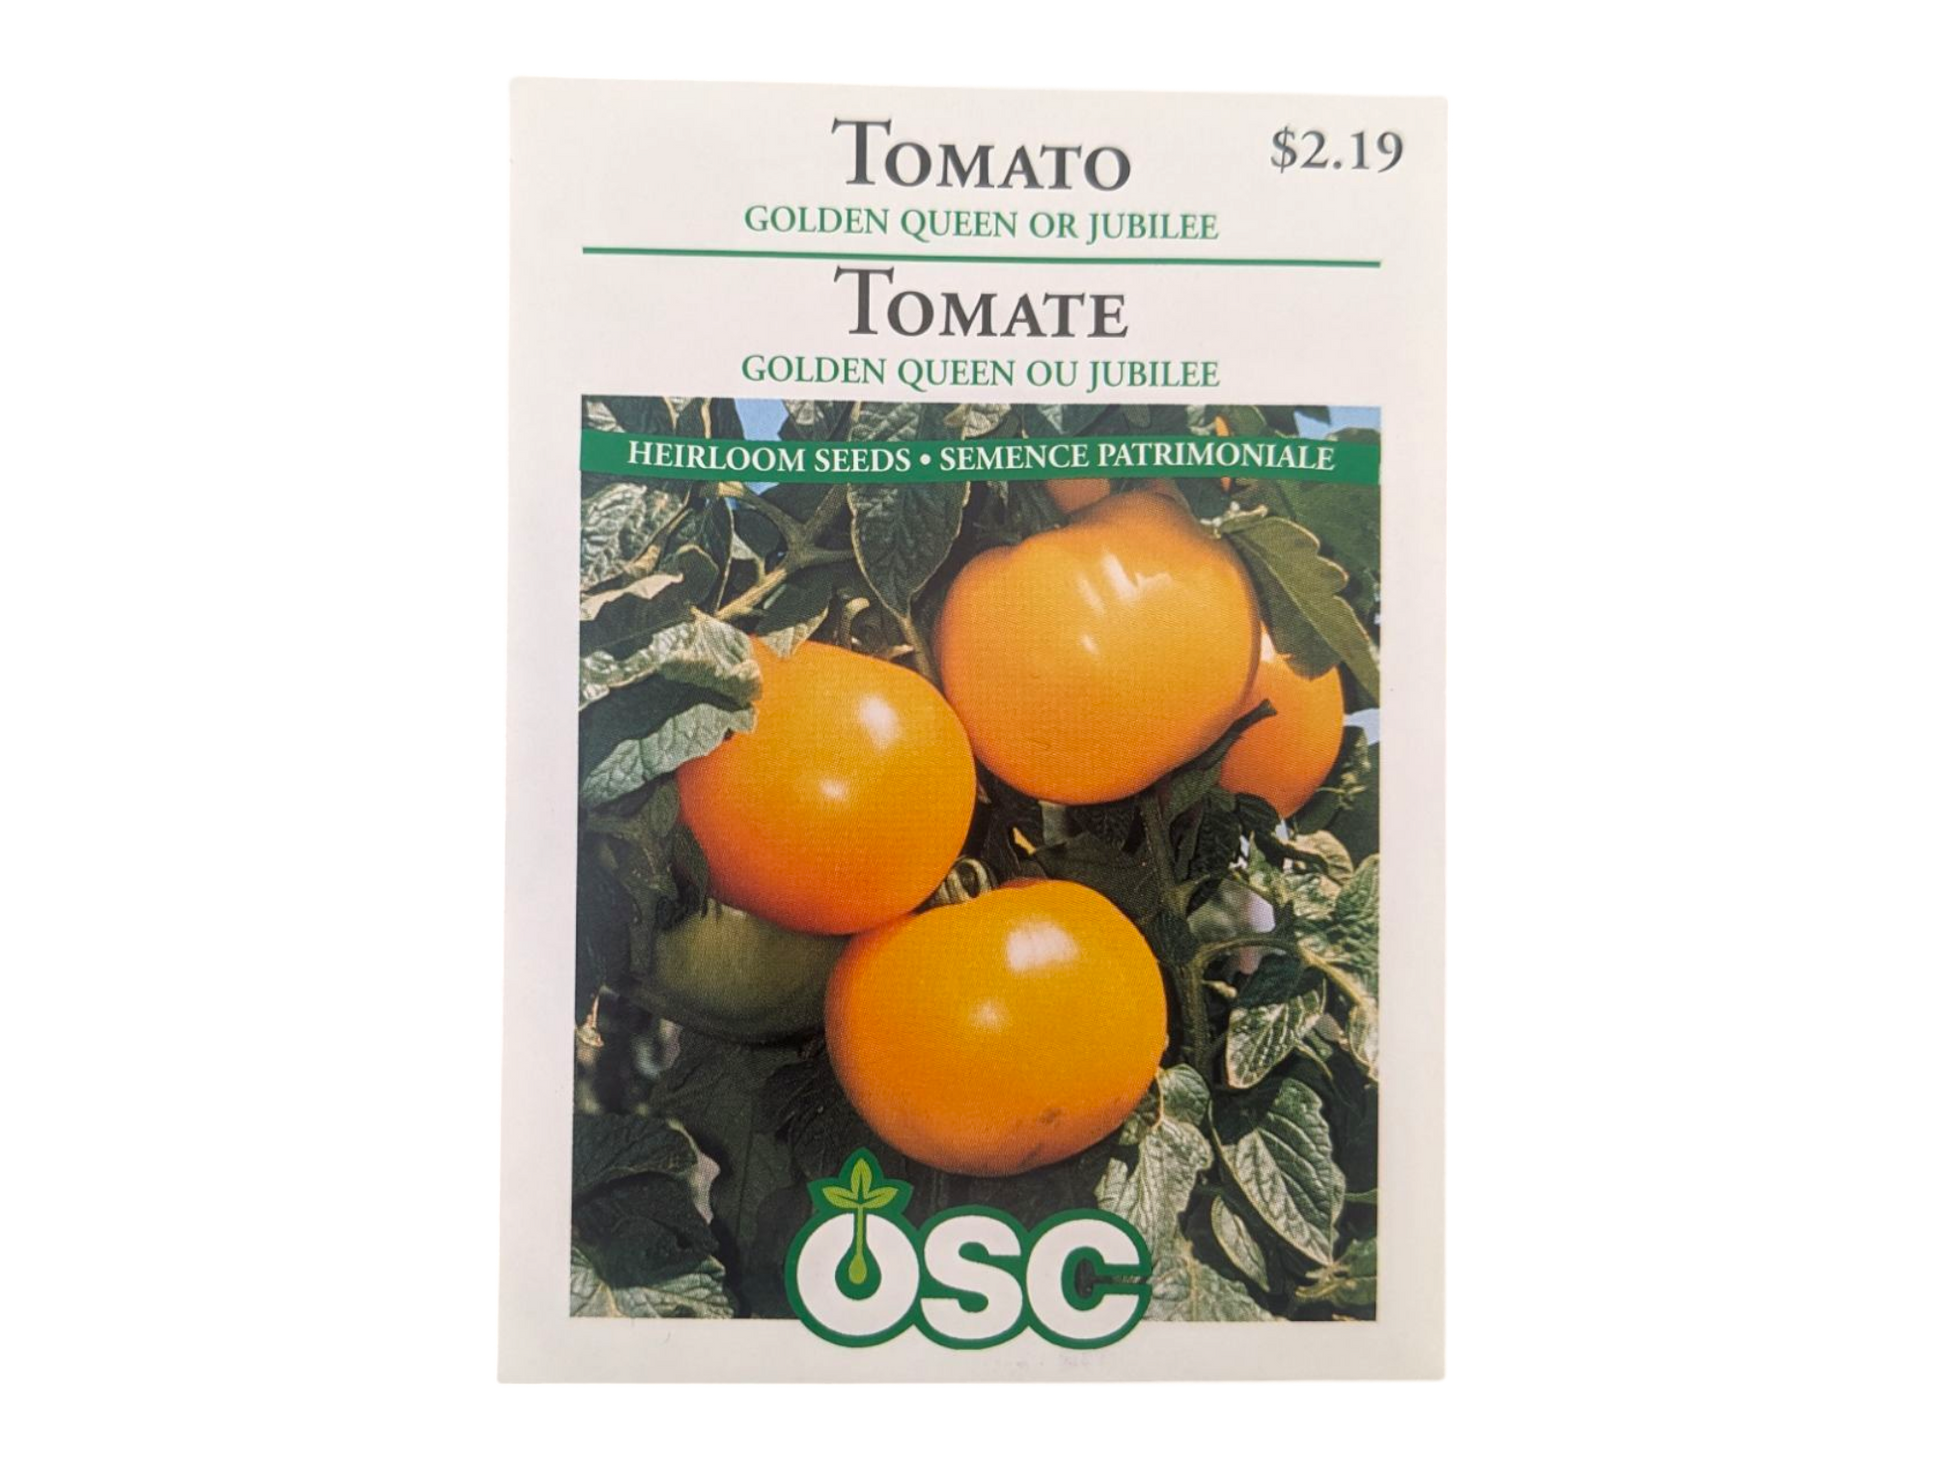 TOMATO
$2.19
GOLDEN QUEEN OR JUBILEE
TOMATE
GOLDEN QUEEN OU JUBILEE
HEIRLOOM SEEDS • SEMENCE PATRIMONIALE
OSC